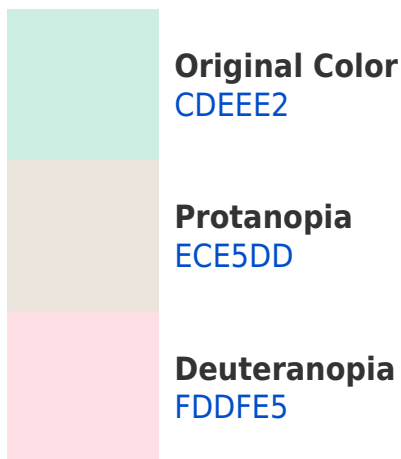 Original Color
CDEEE2
Protanopia
ECE5DD
Deuteranopia
FDDFE5